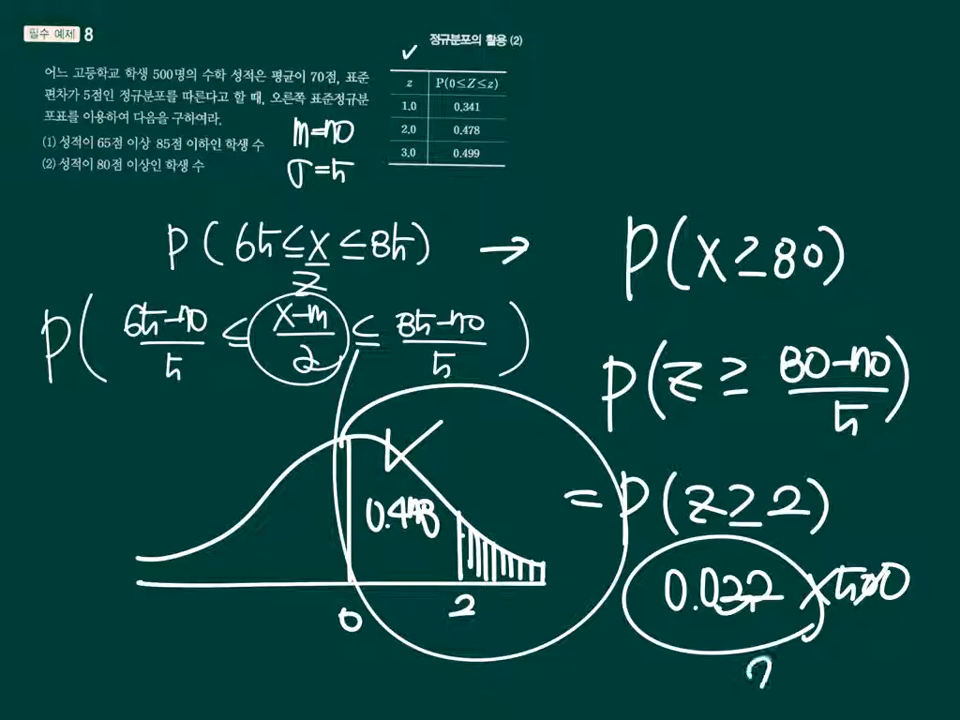 필수 예제 8
정규분포의 활용 (2)
어느 고등학교 학생 500명의 수학 성적은 평균이 70점, 표준
편차가 5점인 정규분포를 따른다고 할 때, 오른쪽 표준정규분
포표를 이용하여 다음을 구하여라.
(1) 성적이 65점 이상 85점 이하인 학생 수
(2) 성적이 80점 이상인 학생 수
z P(0≤Z≤z)
1.0 0.341
2.0 0.478
3.0 0.499
m=70
σ=5
P(65≤X≤85) →
Z
P(65-70/5 ≤ X-m/2 ≤ 85-70/5)
0.478
0 2
P(X≥80)
P(Z≥ 80-70/5)
=P(Z≥2)
0.022 ×500